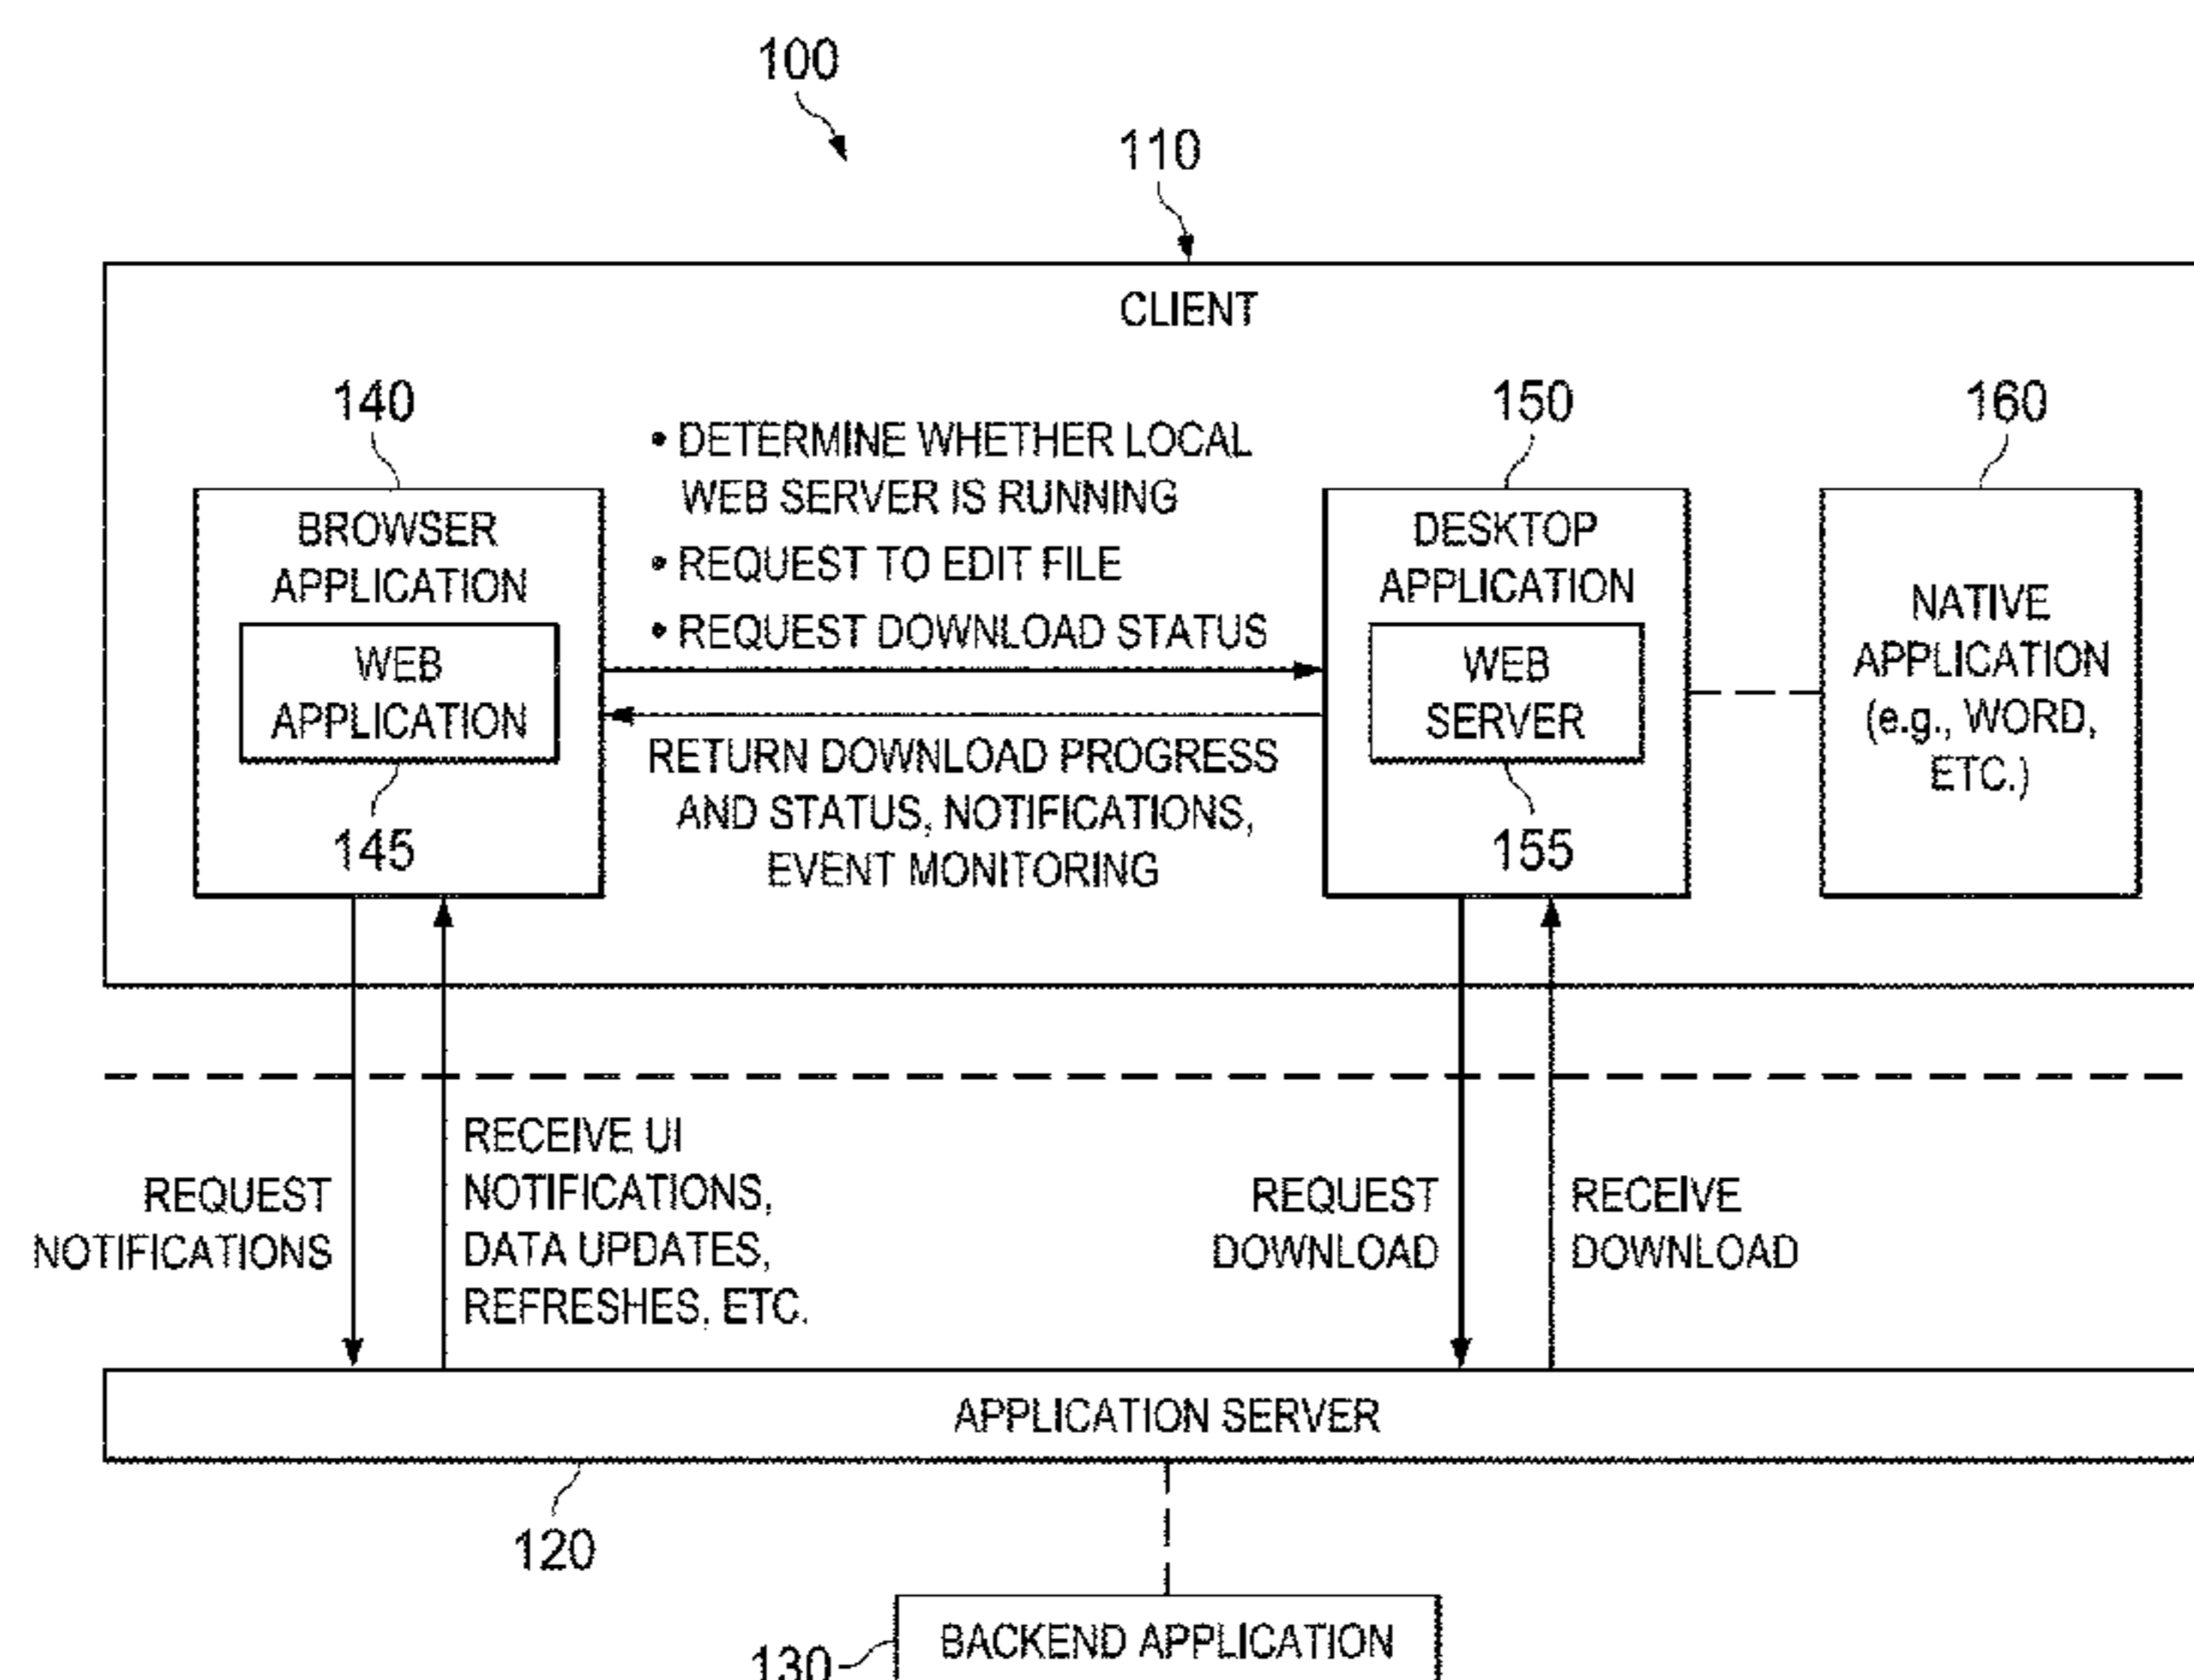 100
110
CLIENT
140
BROWSER
APPLICATION
WEB
APPLICATION
145
• DETERMINE WHETHER LOCAL
WEB SERVER IS RUNNING
• REQUEST TO EDIT FILE
• REQUEST DOWNLOAD STATUS
RETURN DOWNLOAD PROGRESS
AND STATUS, NOTIFICATIONS,
EVENT MONITORING
150
DESKTOP
APPLICATION
WEB
SERVER
155
160
NATIVE
APPLICATION
(e.g., WORD,
ETC.)
REQUEST
NOTIFICATIONS
RECEIVE UI
NOTIFICATIONS,
DATA UPDATES,
REFRESHES, ETC.
REQUEST
DOWNLOAD
RECEIVE
DOWNLOAD
APPLICATION SERVER
120
130
BACKEND APPLICATION